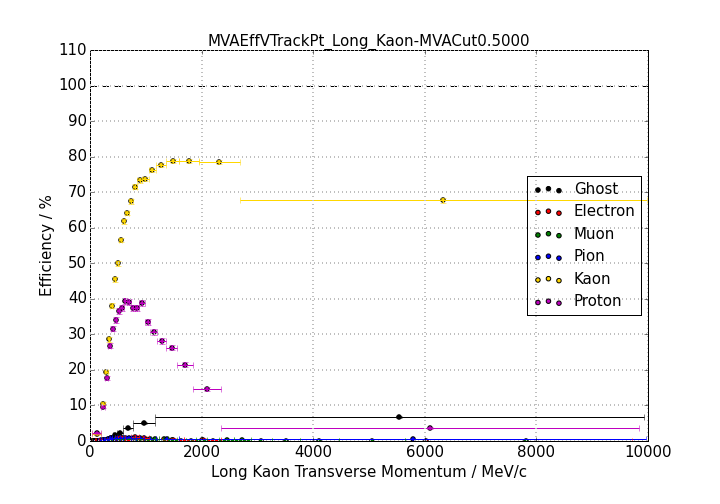 MVAEffVTrackPt_Long_Kaon-MVACut0.5000
110
100
90
80
70
60
50
40
30
20
10
0
Efficiency / %
Ghost
Electron
Muon
Pion
Kaon
Proton
0 2000 4000 6000 8000 10000
Long Kaon Transverse Momentum / MeV/c